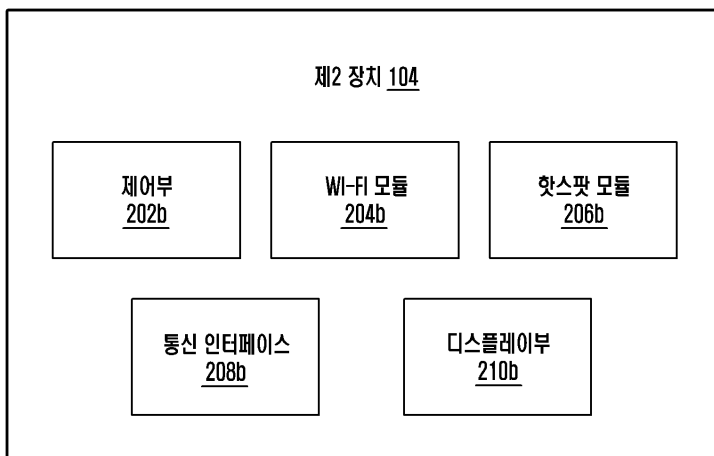 제2 장치 104
제어부
202b
WI-FI 모듈
204b
핫스팟 모듈
206b
통신 인터페이스
208b
디스플레이부
210b